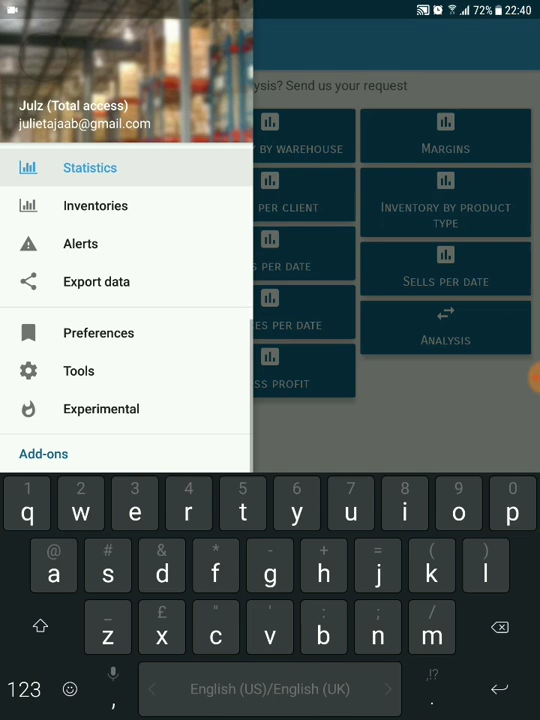 72% 22:40
Julz (Total access)
julietajaab@gmail.com
Statistics
Inventories
Alerts
Export data
Preferences
Tools
Experimental
Add-ons
ysis? Send us your request
Y BY WAREHOUSE
MARGINS
PER CLIENT
INVENTORY BY PRODUCT
TYPE
S PER DATE
SELLS PER DATE
ES PER DATE
ANALYSIS
SS PROFIT
1 2 3 4 5 6 7 8 9 0
q w e r t y u i o p
@ # & * - + = ( )
a s d f g h j k l
_ £ " ' : ; /
z x c v b n m
,!?
123 , English (US)/English (UK) .